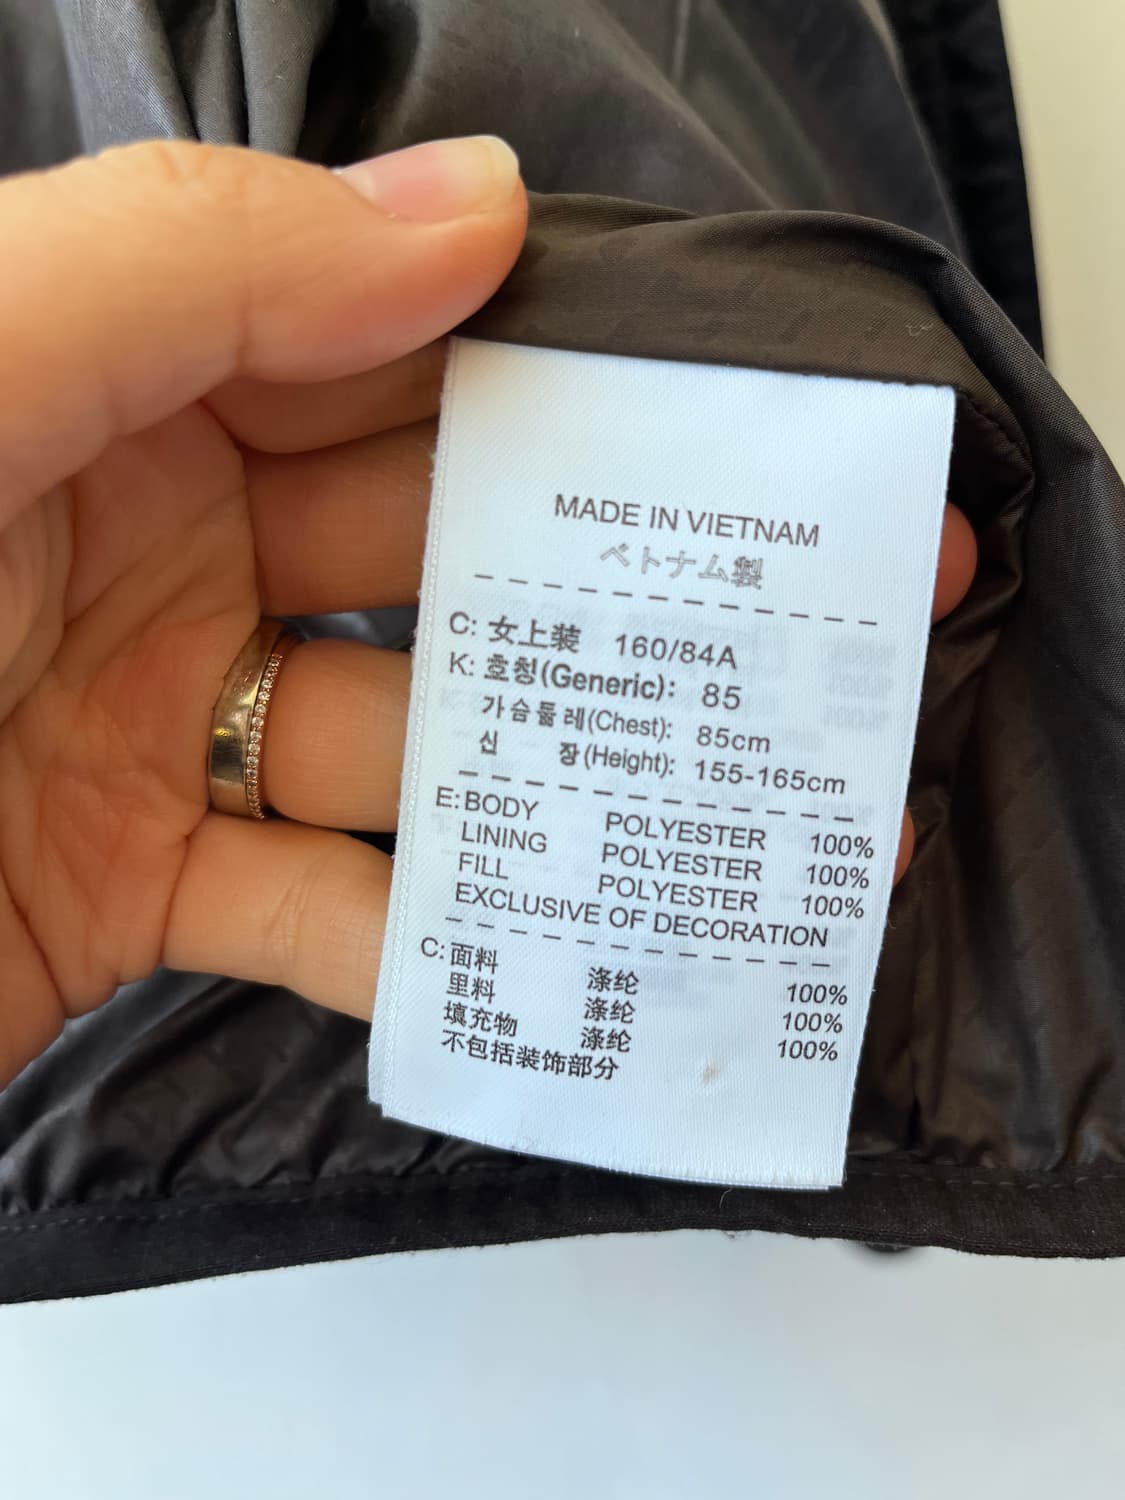 MADE IN VIETNAM
ベトナム製
C: 女上装 160/84A
K: 호칭(Generic): 85
가슴둘레(Chest): 85cm
신 장(Height): 155-165cm
E: BODY POLYESTER 100%
LINING POLYESTER 100%
FILL POLYESTER 100%
EXCLUSIVE OF DECORATION
C: 面料 涤纶 100%
里料 涤纶 100%
填充物 涤纶 100%
不包括装饰部分